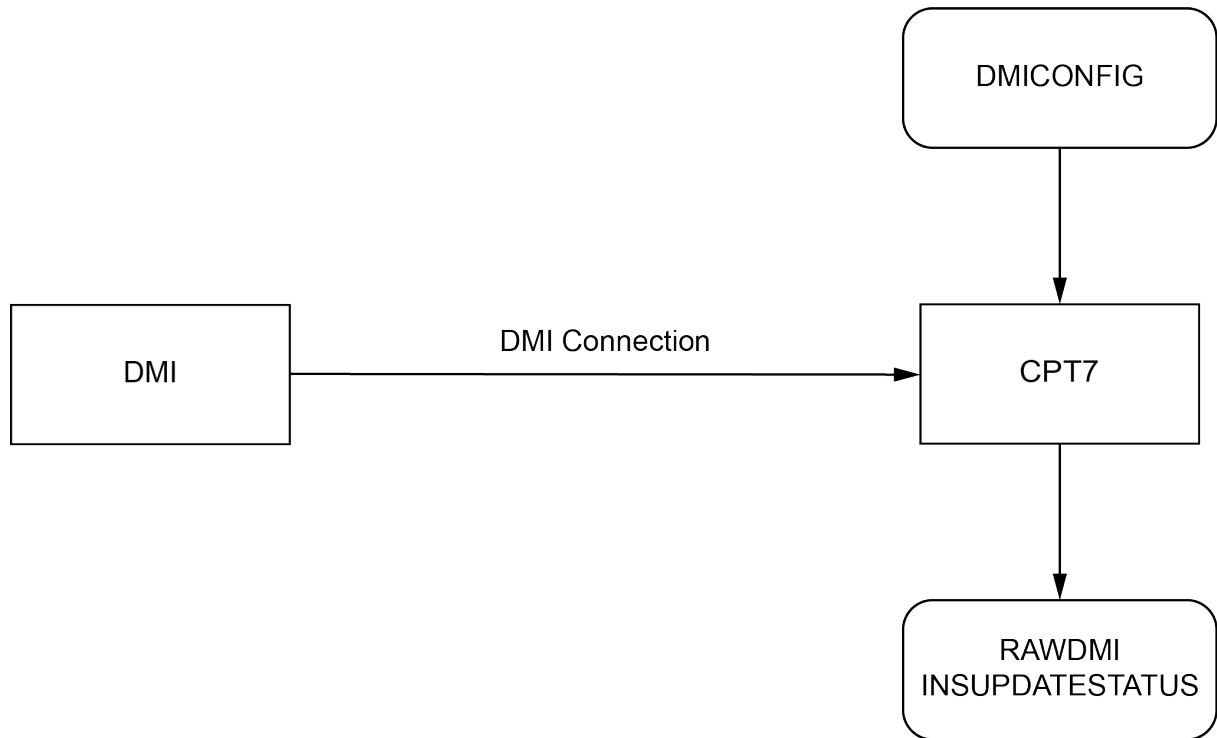 DMICONFIG
DMI Connection
DMI
CPT7
RAWDMI
INSUPDATESTATUS